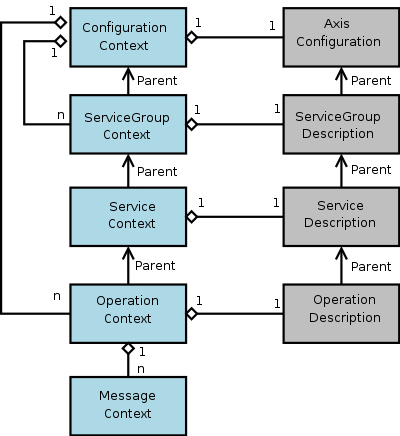 1
1
1
1
Configuration
Context
Axis
Configuration
Parent
Parent
n
1
1
ServiceGroup
Context
ServiceGroup
Description
Parent
Parent
Service
Context
1
1
Service
Description
Parent
Parent
n
1
1
Operation
Context
Operation
Description
1
n
Message
Context